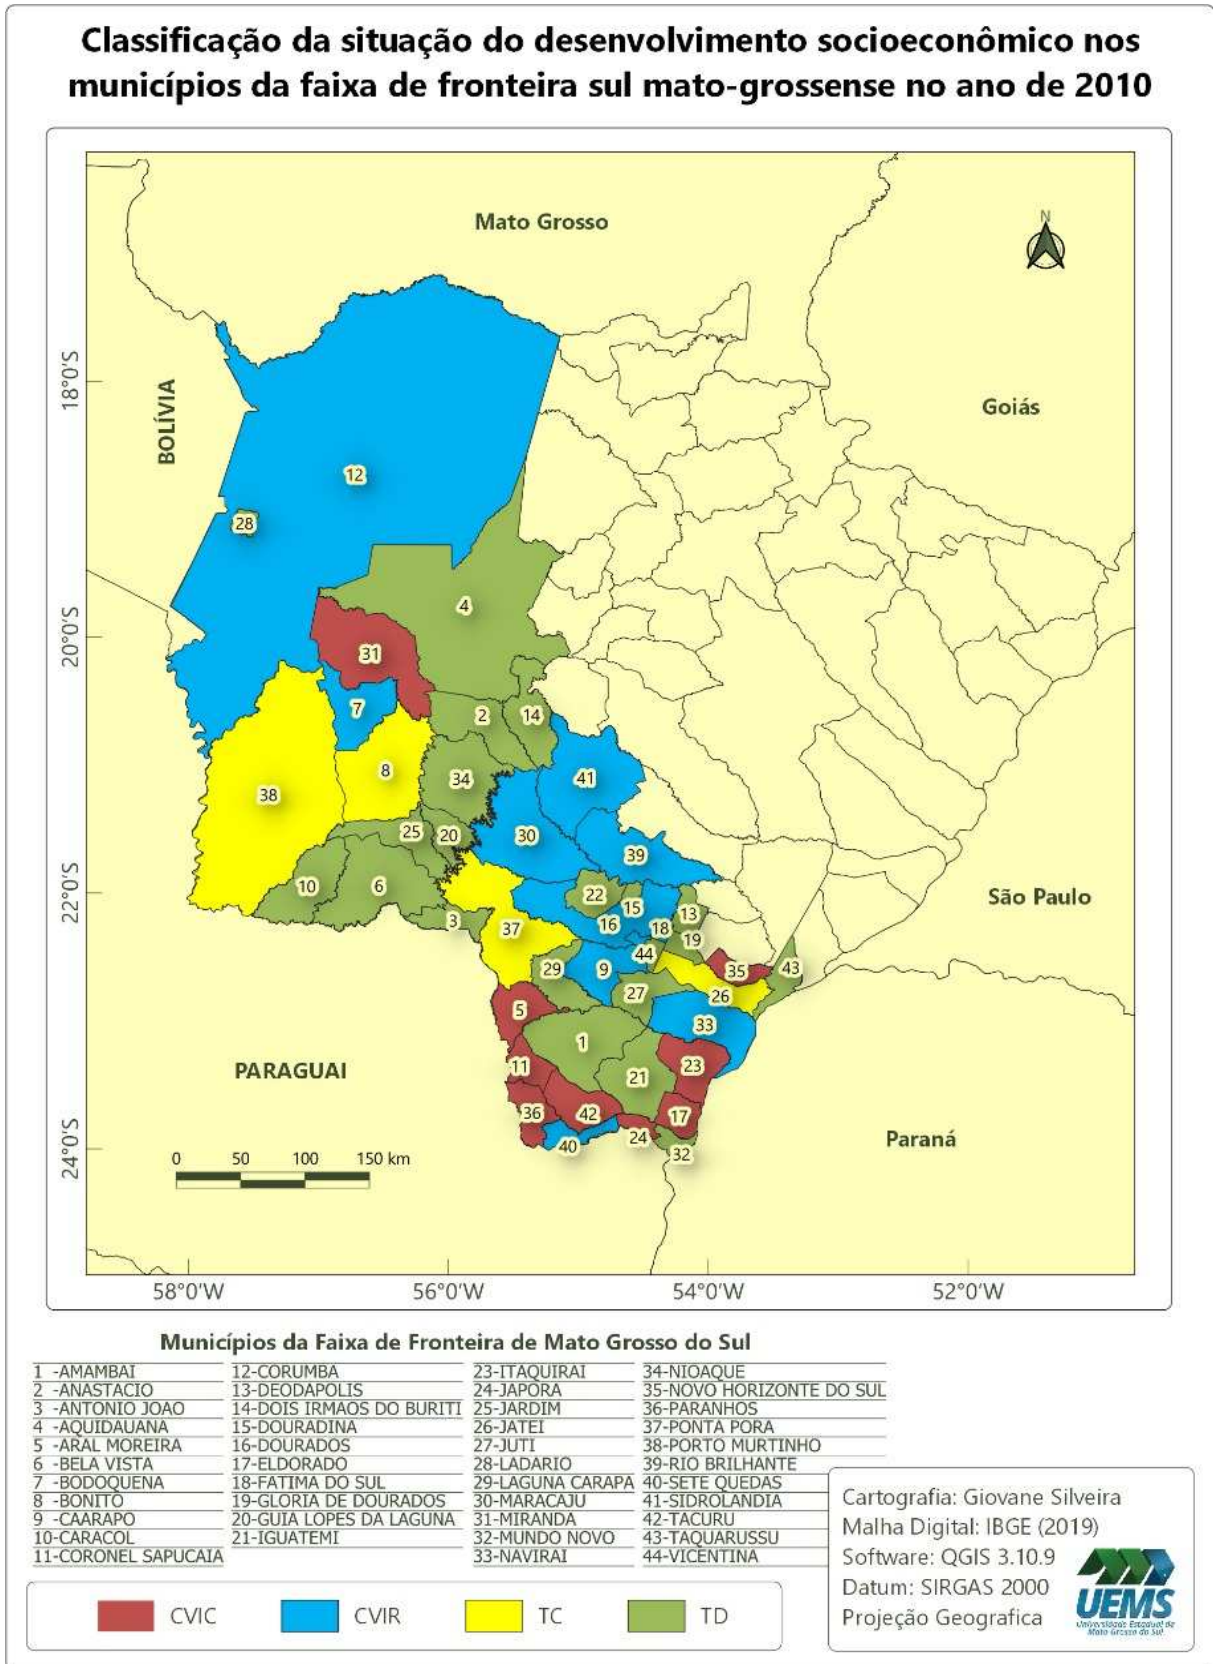 Classificação da situação do desenvolvimento socioeconômico nos
municípios da faixa de fronteira sul mato-grossense no ano de 2010
Mato Grosso
N
18°0'S
BOLÍVIA
Goiás
12
28
4
20°0'S
31
7
2
14
8
41
38
34
25
20
30
39
22°0'S
10
6
22
15
13
São Paulo
3
37
16
18
19
44
29
9
35
43
27
26
5
33
1
PARAGUAI
11
21
23
36
42
17
24
Paraná
24°0'S
40
32
0 50 100 150 km
58°0'W 56°0'W 54°0'W 52°0'W
Municípios da Faixa de Fronteira de Mato Grosso do Sul
1 -AMAMBAI
2 -ANASTACIO
3 -ANTONIO JOAO
4 -AQUIDAUANA
5 -ARAL MOREIRA
6 -BELA VISTA
7 -BODOQUENA
8 -BONITO
9 -CAARAPO
10-CARACOL
11-CORONEL SAPUCAIA
12-CORUMBA
13-DEODAPOLIS
14-DOIS IRMAOS DO BURITI
15-DOURADINA
16-DOURADOS
17-ELDORADO
18-FATIMA DO SUL
19-GLORIA DE DOURADOS
20-GUIA LOPES DA LAGUNA
21-IGUATEMI
23-ITAQUIRAI
24-JAPORA
25-JARDIM
26-JATEI
27-JUTI
28-LADARIO
29-LAGUNA CARAPA
30-MARACAJU
31-MIRANDA
32-MUNDO NOVO
33-NAVIRAI
34-NIOAQUE
35-NOVO HORIZONTE DO SUL
36-PARANHOS
37-PONTA PORA
38-PORTO MURTINHO
39-RIO BRILHANTE
40-SETE QUEDAS
41-SIDROLANDIA
42-TACURU
43-TAQUARUSSU
44-VICENTINA
CVIC CVIR TC TD
Cartografia: Giovane Silveira
Malha Digital: IBGE (2019)
Software: QGIS 3.10.9
Datum: SIRGAS 2000
Projeção Geografica
UEMS
Universidade Estadual de
Mato Grosso do Sul